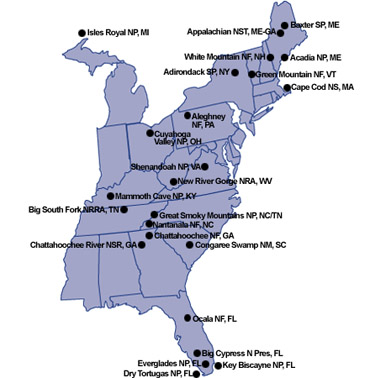 Baxter SP, ME
Isles Royal NP, MI
Appalachian NST, ME-GA
White Mountain NF, NH
Acadia NP, ME
Adirondack SP, NY
Green Mountain NF, VT
Cape Cod NS, MA
Aleghney
NF, PA
Cuyahoga
Valley NP, OH
Shenandoah NP, VA
New River Gorge NRA, WV
Mammoth Cave NP, KY
Big South Fork NRRA, TN
Great Smoky Mountains NP, NC/TN
Nantanala NF, NC
Chattahoochee NF, GA
Chattahoochee River NSR, GA
Congaree Swamp NM, SC
Ocala NF, FL
Big Cypress N Pres, FL
Everglades NP, FL
Key Biscayne NP, FL
Dry Tortugas NP, FL